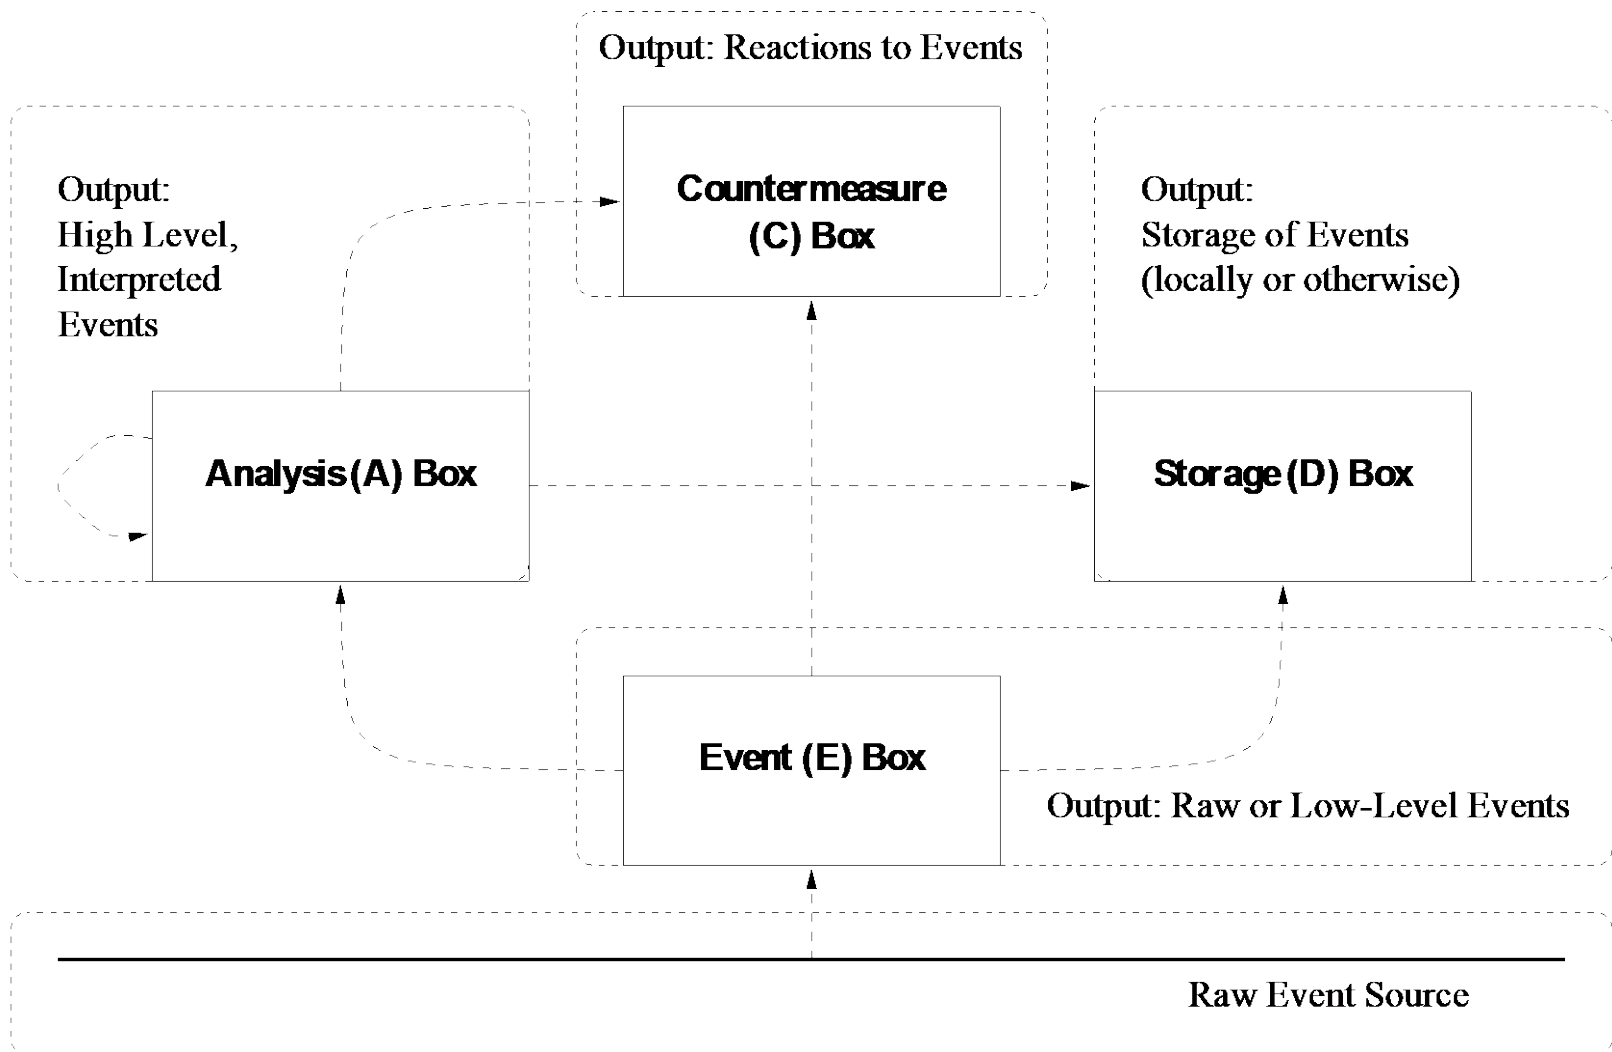 Output: Reactions to Events
Countermeasure
(C) Box
Output:
High Level,
Interpreted
Events
Output:
Storage of Events
(locally or otherwise)
Analysis (A) Box
Storage (D) Box
Event (E) Box
Output: Raw or Low-Level Events
Raw Event Source